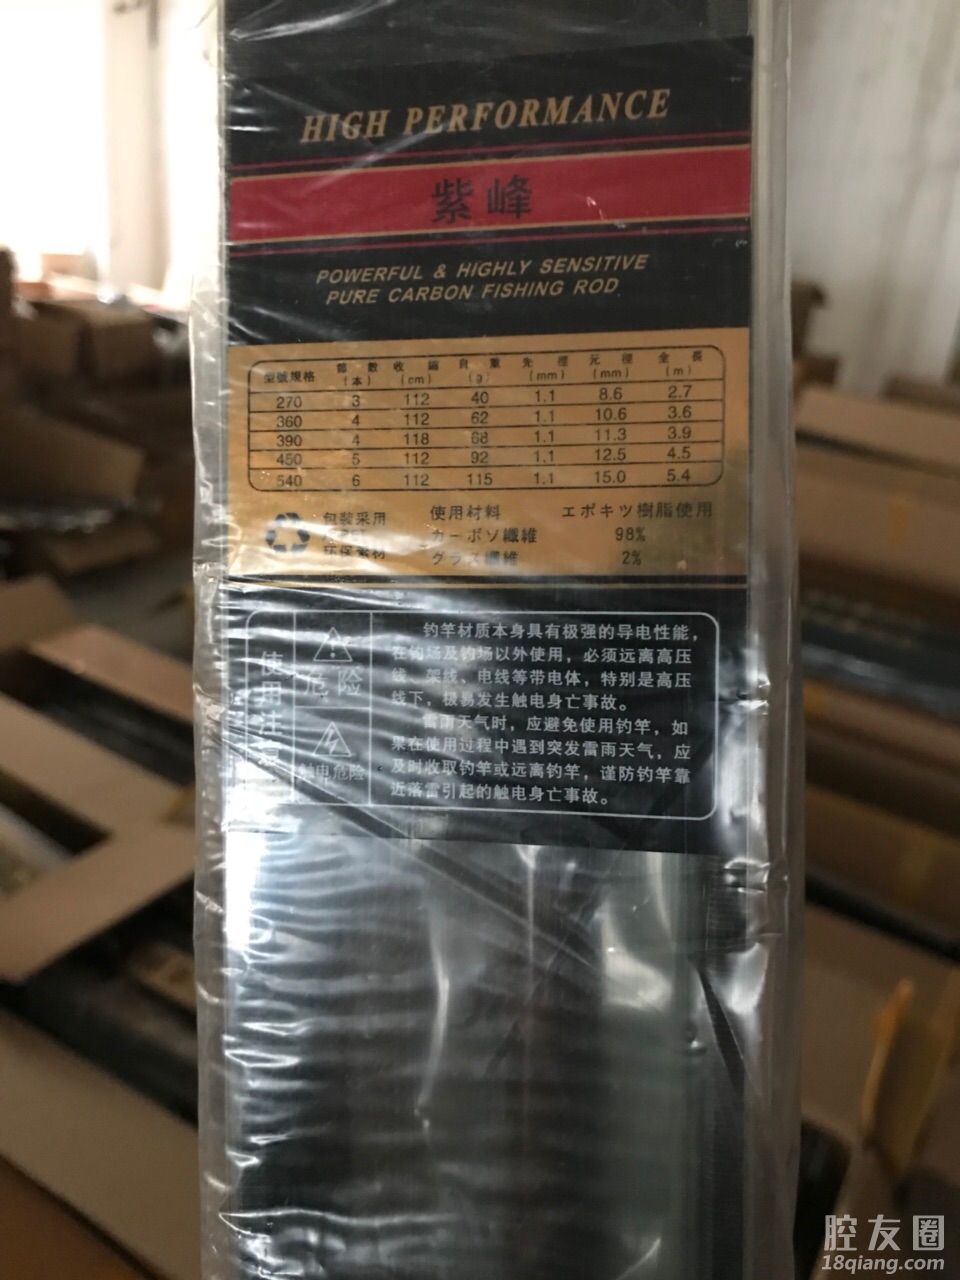 HIGH PERFORMANCE
紫峰
POWERFUL & HIGHLY SENSITIVE
PURE CARBON FISHING ROD
型號規格 節數(本) 收縮(cm) 自重(g) 先徑(mm) 元徑(mm) 全長(m)
270 3 112 40 1.1 8.6 2.7
360 4 112 62 1.1 10.6 3.6
390 4 118 68 1.1 11.3 3.9
450 5 112 92 1.1 12.5 4.5
540 6 112 115 1.1 15.0 5.4
包装采用
环保素材
使用材料 エポキツ樹脂使用
カーボソ纖維 98%
グラス纖維 2%
使用注意
危险
触电危险
钓竿材质本身具有极强的导电性能，
在钓场及钓场以外使用，必须远离高压
线、架线、电线等带电体，特别是高压
线下，极易发生触电身亡事故。
雷雨天气时，应避免使用钓竿，如
果在使用过程中遇到突发雷雨天气，应
及时收取钓竿或远离钓竿，谨防钓竿靠
近落雷引起的触电身亡事故。
腔友圈
18qiang.com